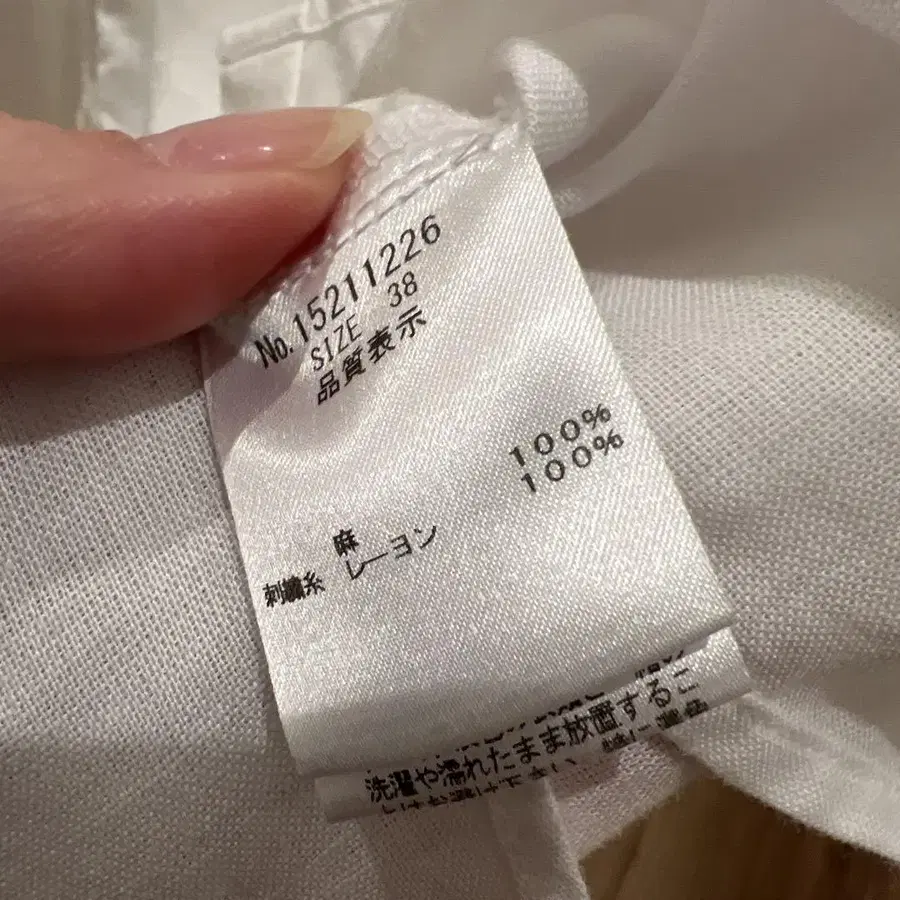 No.15211226
SIZE 38
品質表示
麻 100%
刺繍糸 レーヨン 100%
洗濯や濡れたまま放置するこ